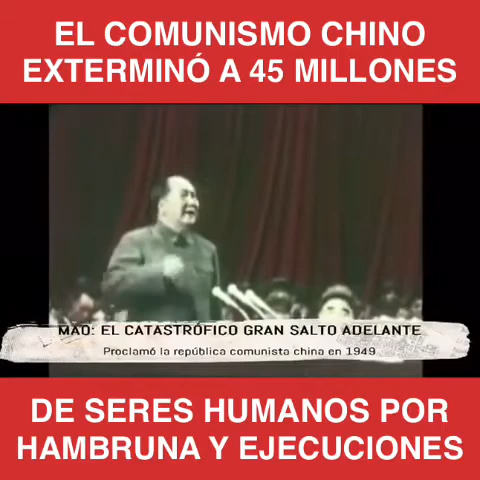 EL COMUNISMO CHINO
EXTERMINÓ A 45 MILLONES
MAO: EL CATASTRÓFICO GRAN SALTO ADELANTE
Proclamó la república comunista china en 1949
DE SERES HUMANOS POR
HAMBRUNA Y EJECUCIONES